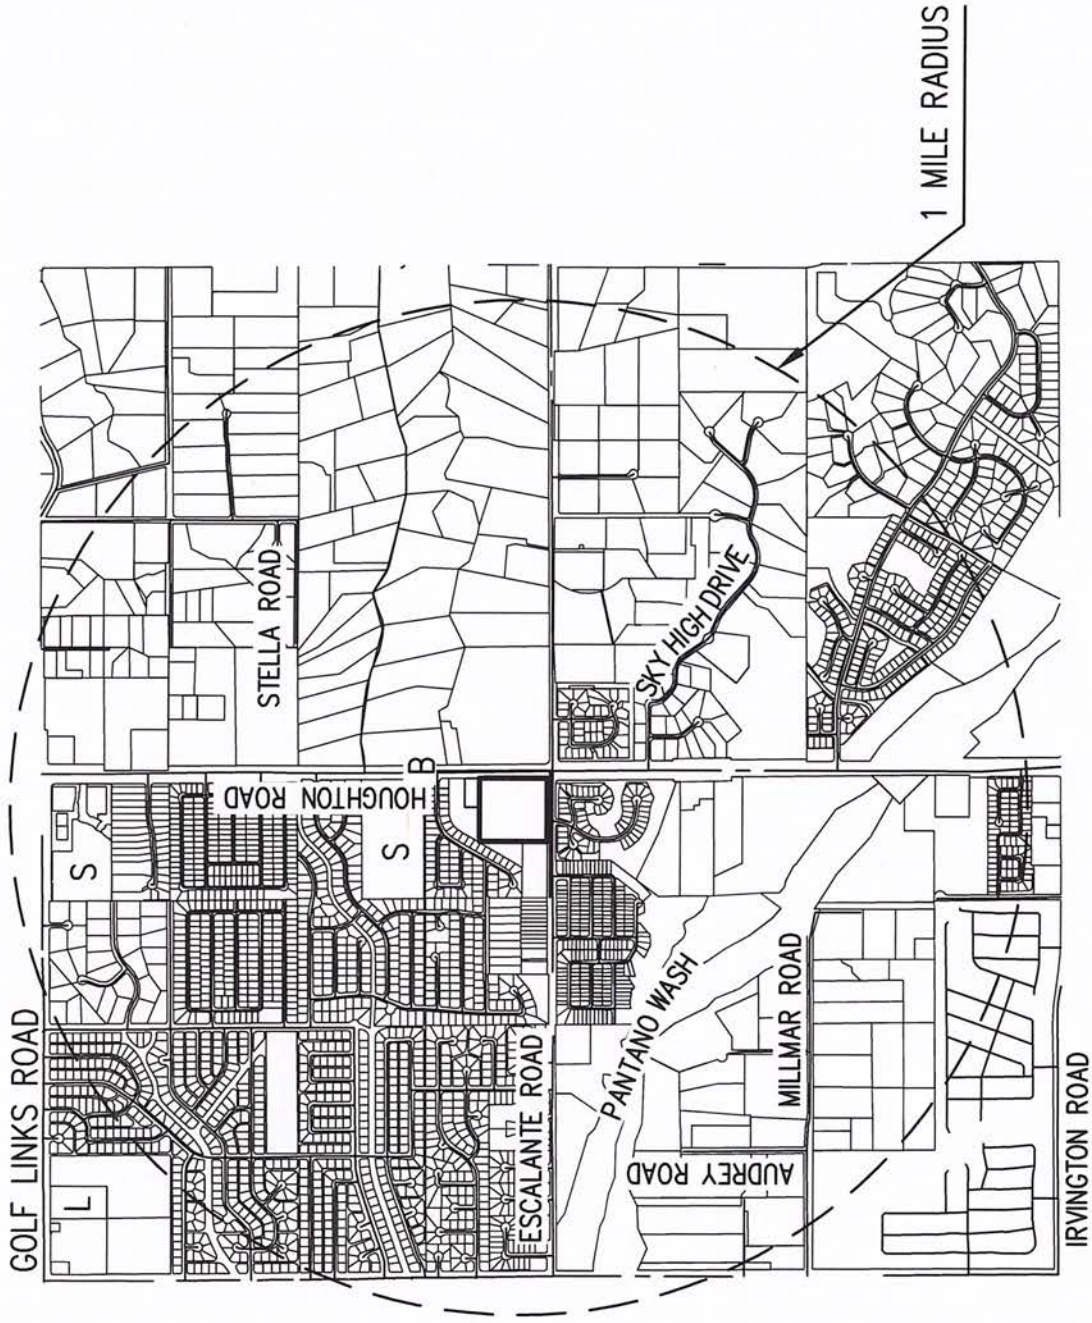 1 MILE RADIUS
GOLF LINKS ROAD
STELLA ROAD
SKY HIGH DRIVE
HOUGHTON ROAD
B
S
S
L
ESCALANTE ROAD
PANTANO WASH
MILLMAR ROAD
AUDREY ROAD
IRVINGTON ROAD